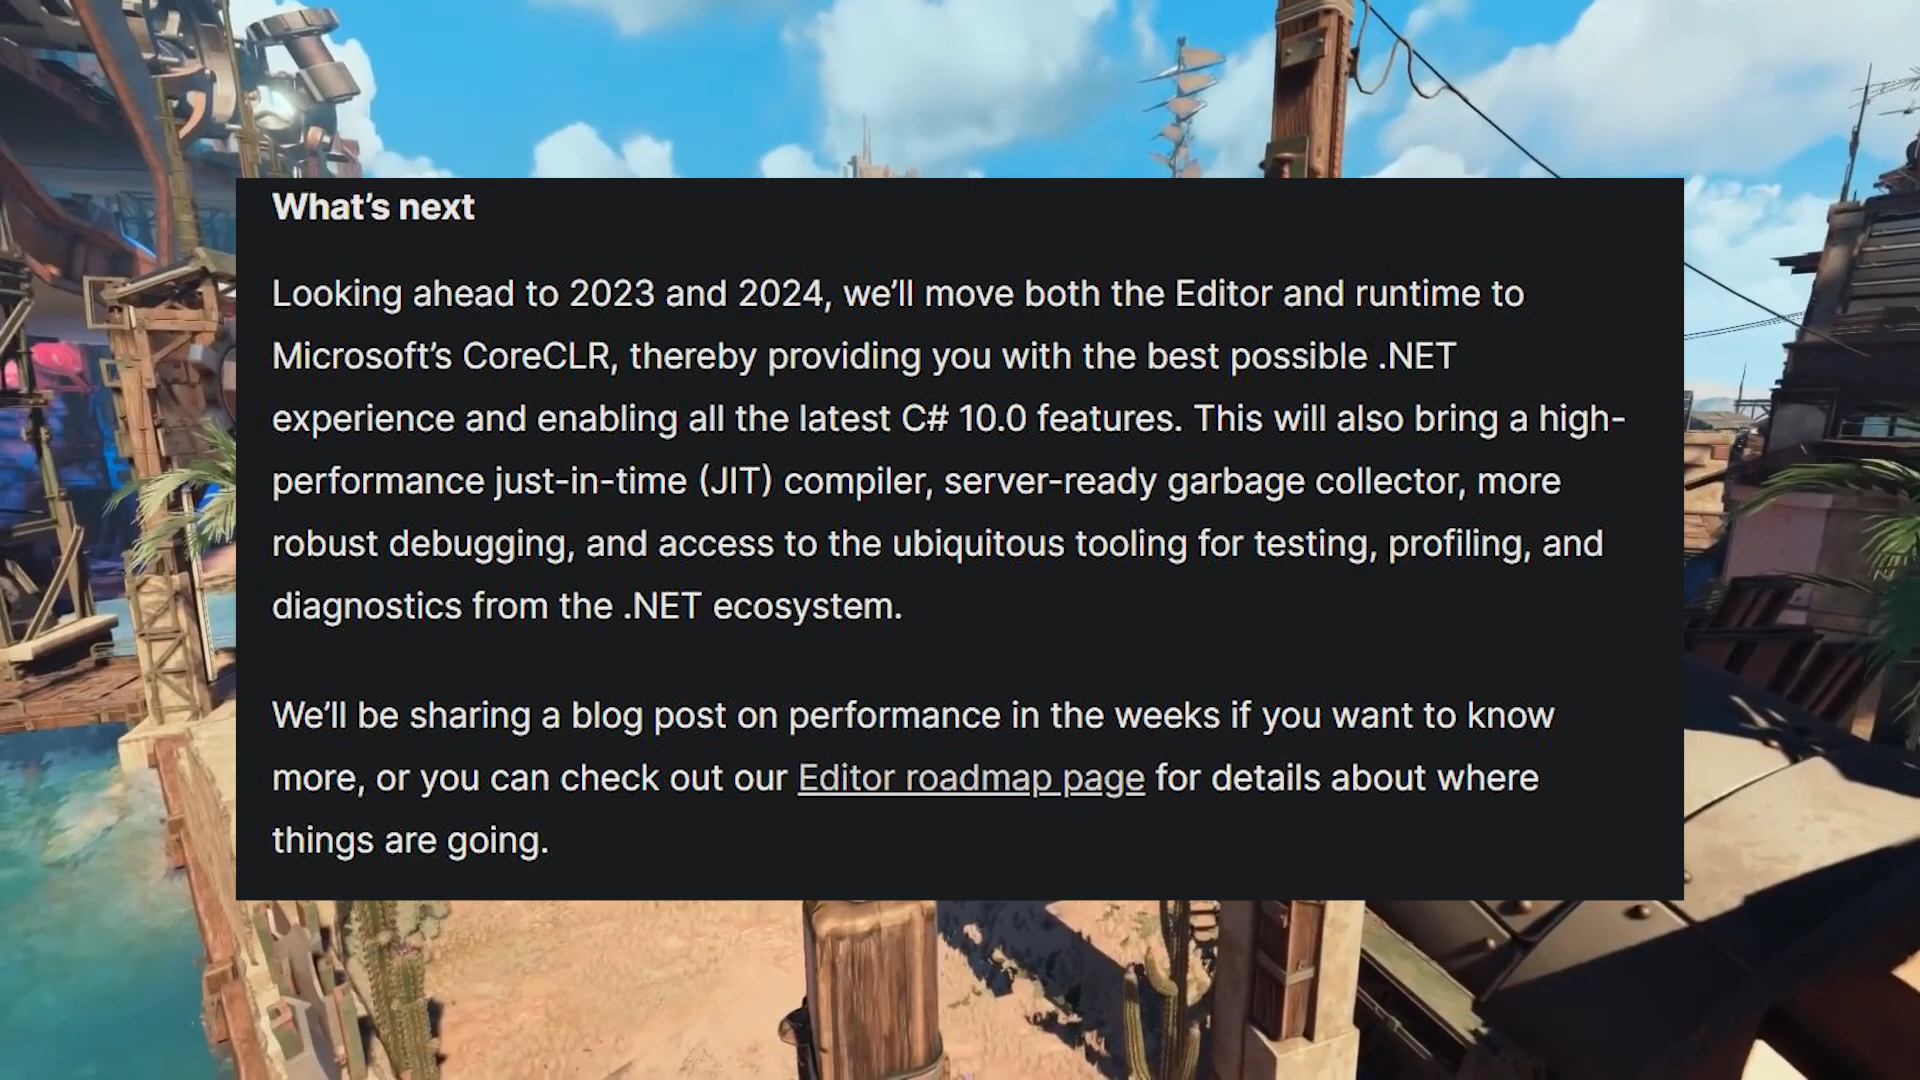 What’s next
Looking ahead to 2023 and 2024, we’ll move both the Editor and runtime to
Microsoft’s CoreCLR, thereby providing you with the best possible .NET
experience and enabling all the latest C# 10.0 features. This will also bring a high-
performance just-in-time (JIT) compiler, server-ready garbage collector, more
robust debugging, and access to the ubiquitous tooling for testing, profiling, and
diagnostics from the .NET ecosystem.
We’ll be sharing a blog post on performance in the weeks if you want to know
more, or you can check out our Editor roadmap page for details about where
things are going.